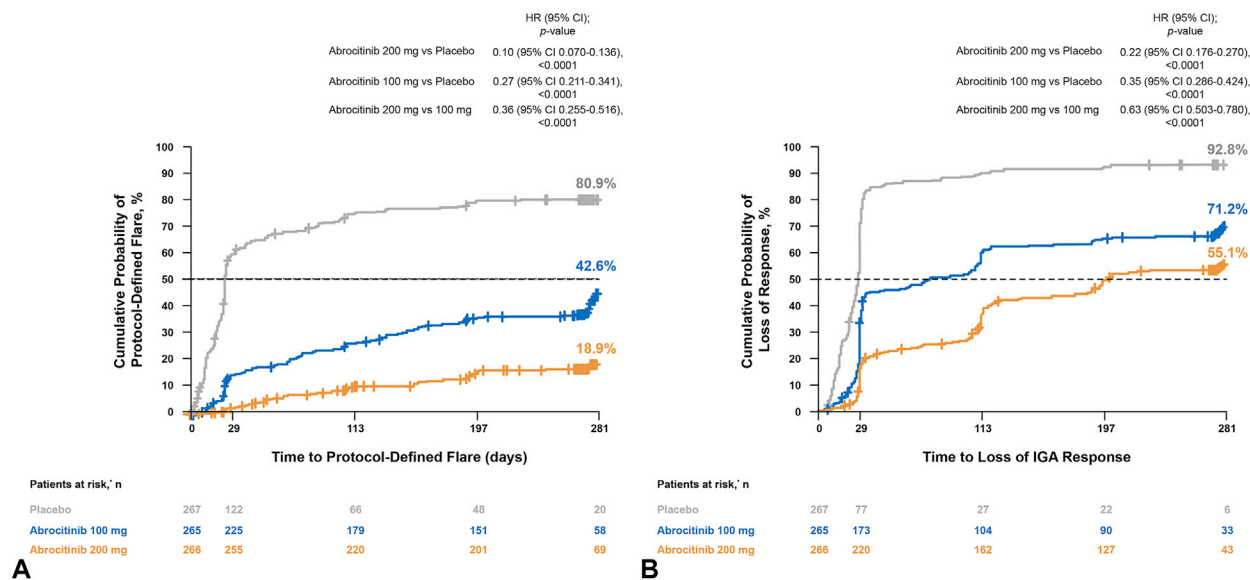 HR (95% CI);
p-value
Abrocitinib 200 mg vs Placebo 0.10 (95% CI 0.070-0.136),
<0.0001
Abrocitinib 100 mg vs Placebo 0.27 (95% CI 0.211-0.341),
<0.0001
Abrocitinib 200 mg vs 100 mg 0.36 (95% CI 0.255-0.516),
<0.0001
100
90
80
70
60
50
40
30
20
10
0
Cumulative Probability of
Protocol-Defined Flare, %
80.9%
42.6%
18.9%
0 29 113 197 281
Time to Protocol-Defined Flare (days)
Patients at risk,* n
Placebo 267 122 66 48 20
Abrocitinib 100 mg 265 225 179 151 58
Abrocitinib 200 mg 266 255 220 201 69
A
HR (95% CI);
p-value
Abrocitinib 200 mg vs Placebo 0.22 (95% CI 0.176-0.270),
<0.0001
Abrocitinib 100 mg vs Placebo 0.35 (95% CI 0.286-0.424),
<0.0001
Abrocitinib 200 mg vs 100 mg 0.63 (95% CI 0.503-0.780),
<0.0001
100
90
80
70
60
50
40
30
20
10
0
Cumulative Probability of
Loss of Response, %
92.8%
71.2%
55.1%
0 29 113 197 281
Time to Loss of IGA Response
Patients at risk,* n
Placebo 267 77 27 22 6
Abrocitinib 100 mg 265 173 104 90 33
Abrocitinib 200 mg 266 220 162 127 43
B